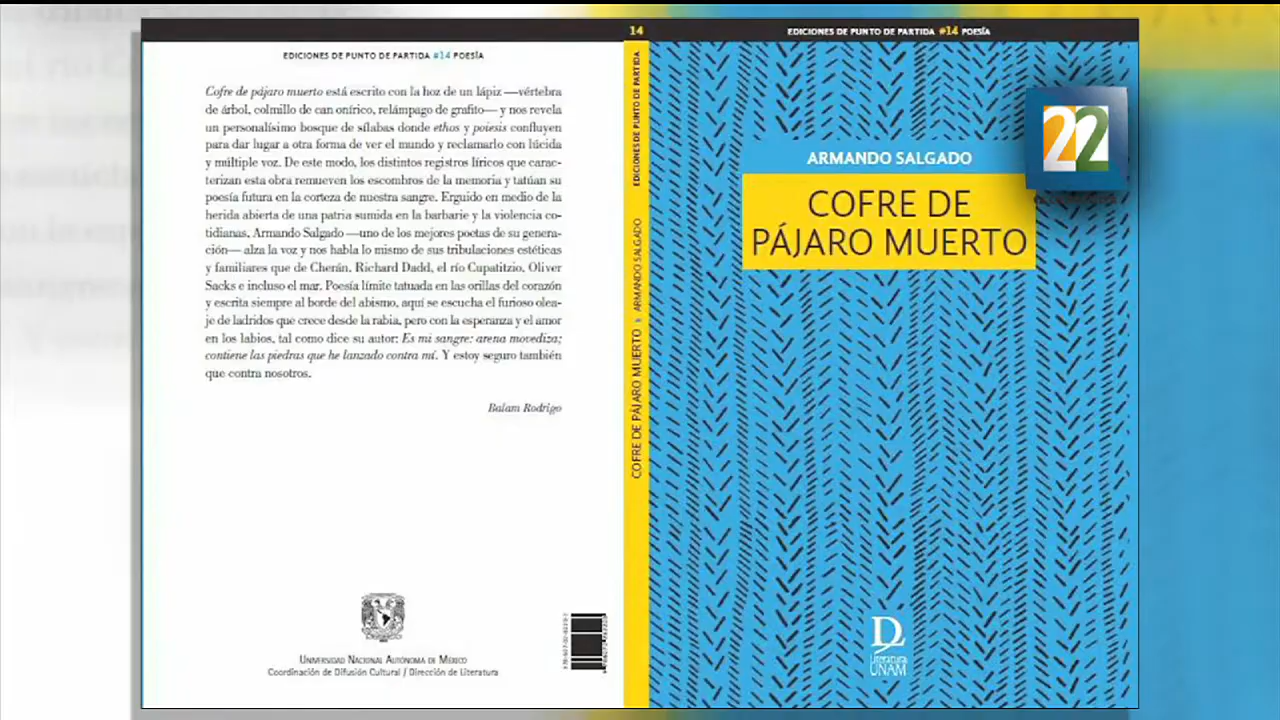 EDICIONES DE PUNTO DE PARTIDA #14 POESÍA
Cofre de pájaro muerto está escrito con la hoz de un lápiz —vértebra
de árbol, colmillo de can onírico, relámpago de grafito— y nos revela
un personalísimo bosque de sílabas donde ethos y poiesis confluyen
para dar lugar a otra forma de ver el mundo y reclamarlo con lúcida
y múltiple voz. De este modo, los distintos registros líricos que carac-
terizan esta obra remueven los escombros de la memoria y tatúan su
poesía futura en la corteza de nuestra sangre. Erguido en medio de la
herida abierta de una patria sumida en la barbarie y la violencia co-
tidianas, Armando Salgado —uno de los mejores poetas de su genera-
ción— alza la voz y nos habla lo mismo de sus tribulaciones estéticas
y familiares que de Cherán, Richard Dadd, el río Cupatitzio, Oliver
Sacks e incluso el mar. Poesía límite tatuada en las orillas del corazón
y escrita siempre al borde del abismo, aquí se escucha el furioso olea-
je de ladridos que crece desde la rabia, pero con la esperanza y el amor
en los labios, tal como dice su autor: Es mi sangre: arena movediza;
contiene las piedras que he lanzado contra mí. Y estoy seguro también
que contra nosotros.
Balam Rodrigo
UNIVERSIDAD NACIONAL AUTÓNOMA DE MÉXICO
Coordinación de Difusión Cultural / Dirección de Literatura
14
EDICIONES DE PUNTO DE PARTIDA
COFRE DE PÁJARO MUERTO
ARMANDO SALGADO
EDICIONES DE PUNTO DE PARTIDA #14 POESÍA
ARMANDO SALGADO
COFRE DE
PÁJARO MUERTO
22
DL
Literatura
UNAM